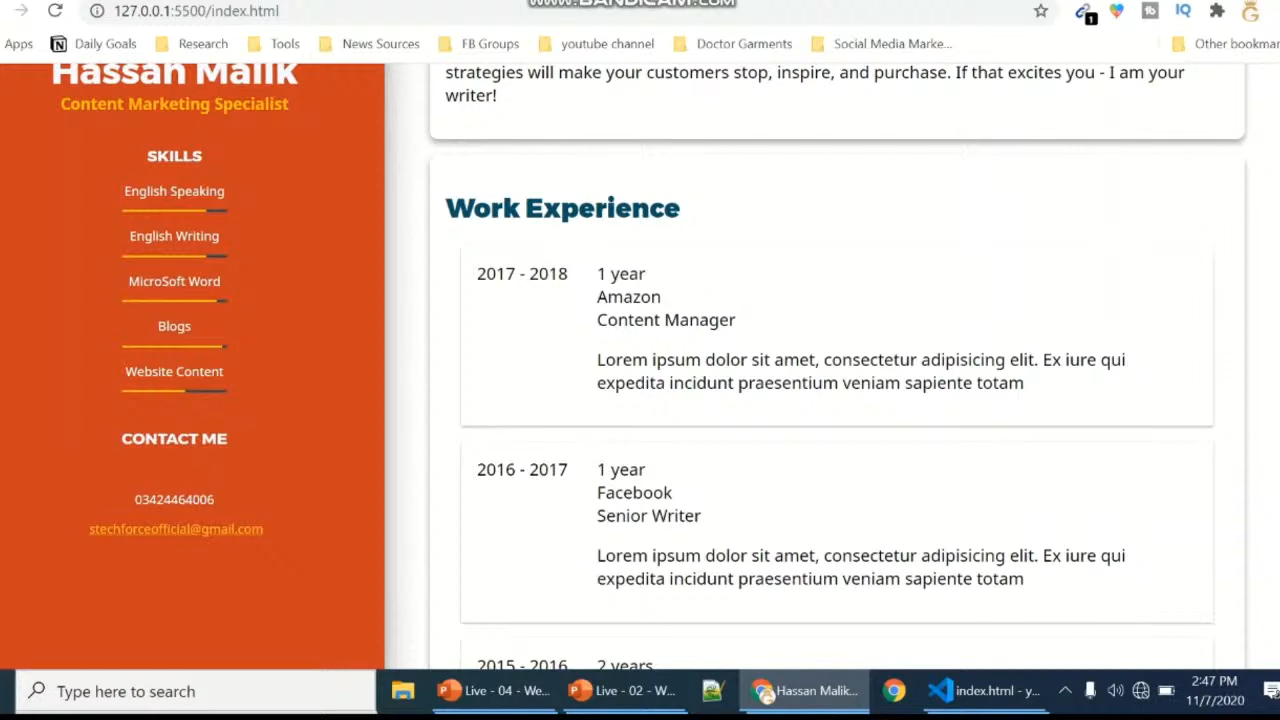 www.BANDICAM.com
127.0.0.1:5500/index.html
1
IQ
Apps Daily Goals Research Tools News Sources FB Groups youtube channel Doctor Garments Social Media Marke... Other bookmar
Hassan Malik
Content Marketing Specialist
SKILLS
English Speaking
English Writing
MicroSoft Word
Blogs
Website Content
CONTACT ME
03424464006
stechforceofficial@gmail.com
strategies will make your customers stop, inspire, and purchase. If that excites you - I am your
writer!
Work Experience
2017 - 2018 1 year
Amazon
Content Manager
Lorem ipsum dolor sit amet, consectetur adipisicing elit. Ex iure qui
expedita incidunt praesentium veniam sapiente totam
2016 - 2017 1 year
Facebook
Senior Writer
Lorem ipsum dolor sit amet, consectetur adipisicing elit. Ex iure qui
expedita incidunt praesentium veniam sapiente totam
2015 - 2016 2 years
Type here to search
Live - 04 - We...
Live - 02 - W...
Hassan Malik...
index.html - y...
2:47 PM
11/7/2020